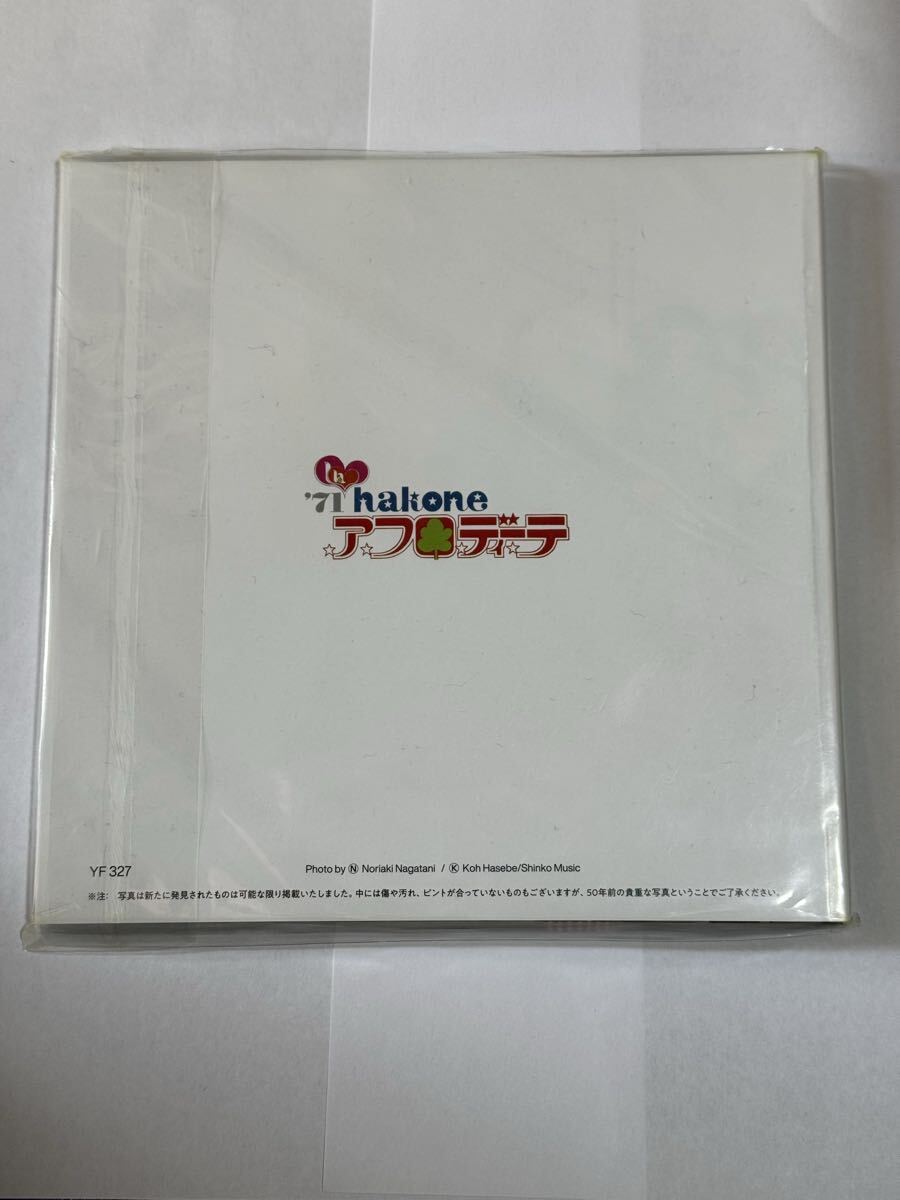 ha
'71 hakone
アフロディーテ
YF 327
Photo by Ⓝ Noriaki Nagatani / Ⓚ Koh Hasebe/Shinko Music
※注: 写真は新たに発見されたものは可能な限り掲載いたしました。中には傷や汚れ、ピントが合っていないものもございますが、50年前の貴重な写真ということでご了承ください。